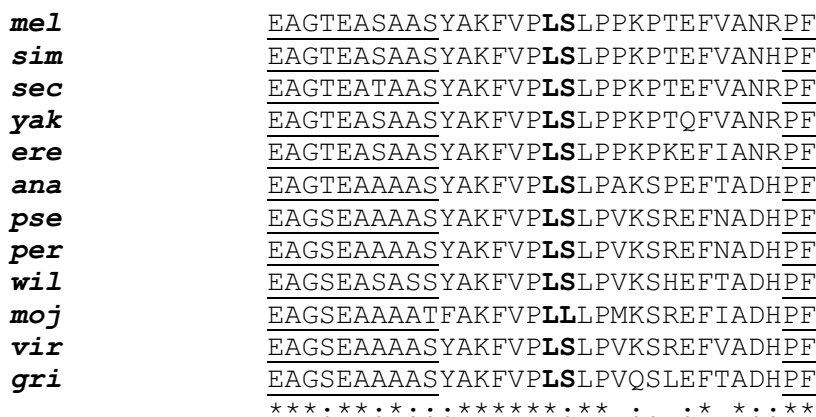 mel EAGTEASAASYAKFVPLSLPPKPTEFVANRPF
sim EAGTEASAASYAKFVPLSLPPKPTEFVANHPF
sec EAGTEATAASYAKFVPLSLPPKPTEFVANRPF
yak EAGTEASAASYAKFVPLSLPPKPTQFVANRPF
ere EAGTEASAASYAKFVPLSLPPKPKEFIANRPF
ana EAGTEAAAASYAKFVPLSLPAKSPEFTADHPF
pse EAGSEAAAASYAKFVPLSLPVKSREFNADHPF
per EAGSEAAAASYAKFVPLSLPVKSREFNADHPF
wil EAGSEASASSYAKFVPLSLPVKSHEFTADHPF
moj EAGSEAAAATFAKFVPLLLPMKSREFIADHPF
vir EAGSEAAAASYAKFVPLSLPVKSREFVADHPF
gri EAGSEAAAASYAKFVPLSLPVQSLEFTADHPF
***:**:*:::******:** :. :* *::**